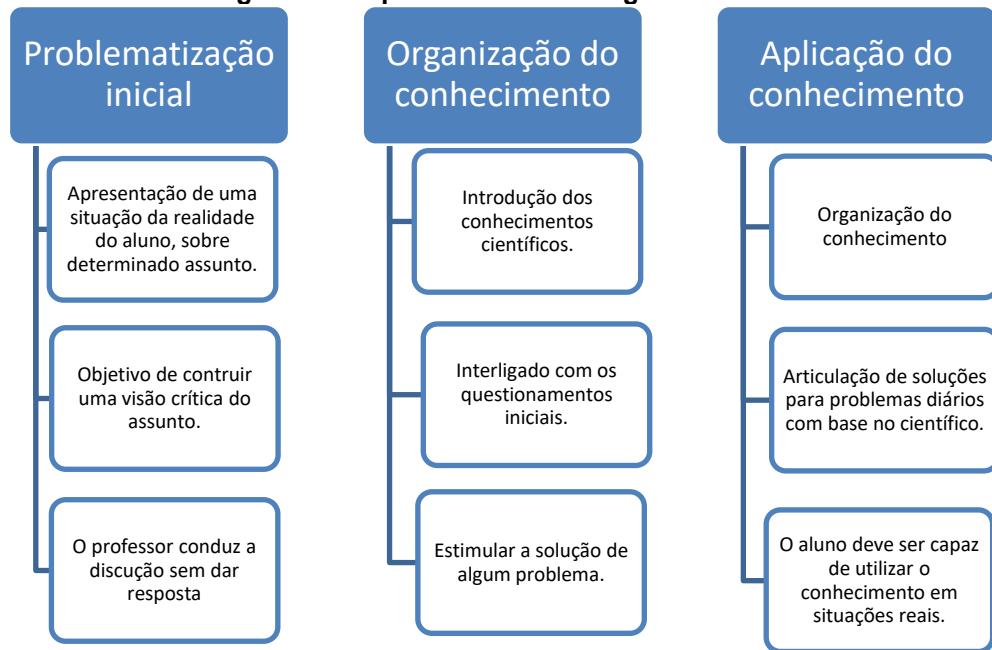 Problematização
inicial
Apresentação de uma
situação da realidade
do aluno, sobre
determinado assunto.
Objetivo de contruir
uma visão crítica do
assunto.
O professor conduz a
discução sem dar
resposta
Organização do
conhecimento
Introdução dos
conhecimentos
científicos.
Interligado com os
questionamentos
iniciais.
Estimular a solução de
algum problema.
Aplicação do
conhecimento
Organização do
conhecimento
Articulação de soluções
para problemas diários
com base no científico.
O aluno deve ser capaz
de utilizar o
conhecimento em
situações reais.